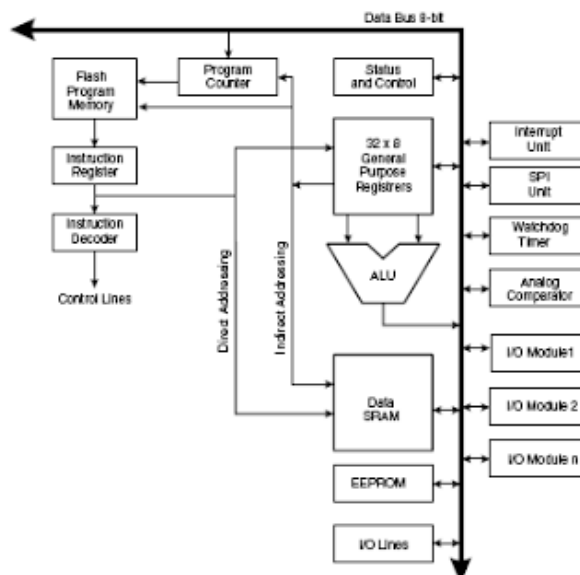 Data Bus 8-bit
Flash
Program
Memory
Program
Counter
Status
and Control
Instruction
Register
32 x 8
General
Purpose
Registrers
Interrupt
Unit
SPI
Unit
Instruction
Decoder
Watchdog
Timer
Direct Addressing
Indirect Addressing
ALU
Analog
Comparator
Control Lines
I/O Module1
Data
SRAM
I/O Module 2
I/O Module n
EEPROM
I/O Lines